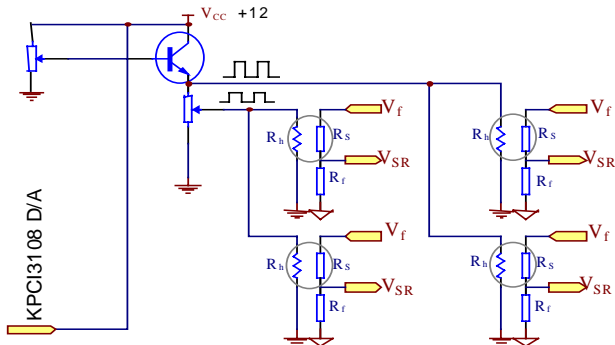 V_CC +12
V_f
V_f
R_h
R_S
R_h
R_S
V_SR
V_SR
R_f
R_f
KPCI3108 D/A
V_f
V_f
R_h
R_S
R_h
R_S
V_SR
V_SR
R_f
R_f